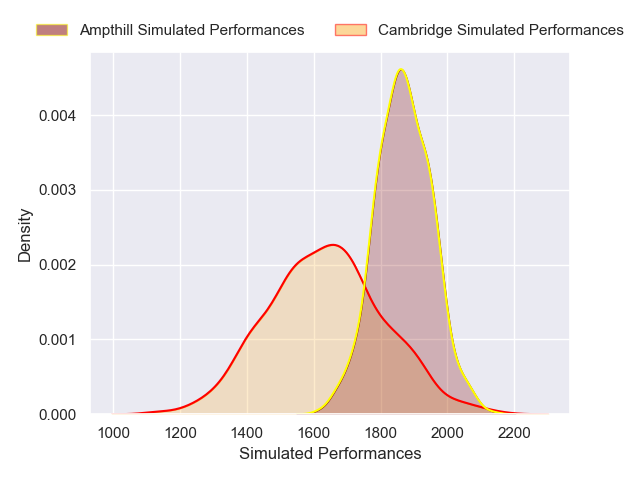 Ampthill Simulated Performances Cambridge Simulated Performances
Density
0.004
0.003
0.002
0.001
0.000
1000 1200 1400 1600 1800 2000 2200
Simulated Performances